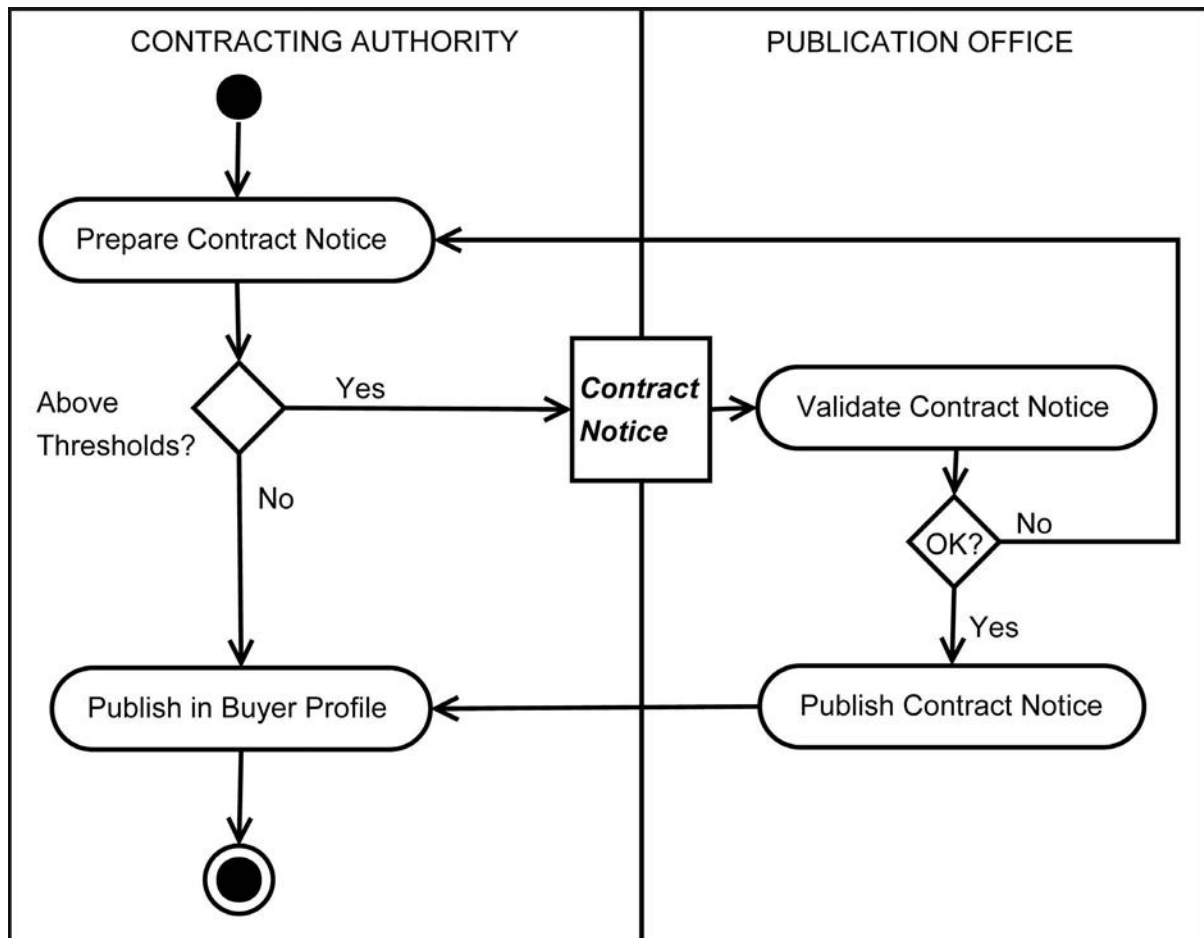 CONTRACTING AUTHORITY
PUBLICATION OFFICE
Prepare Contract Notice
Above
Thresholds?
Yes
Contract
Notice
Validate Contract Notice
No
OK?
No
Yes
Publish in Buyer Profile
Publish Contract Notice